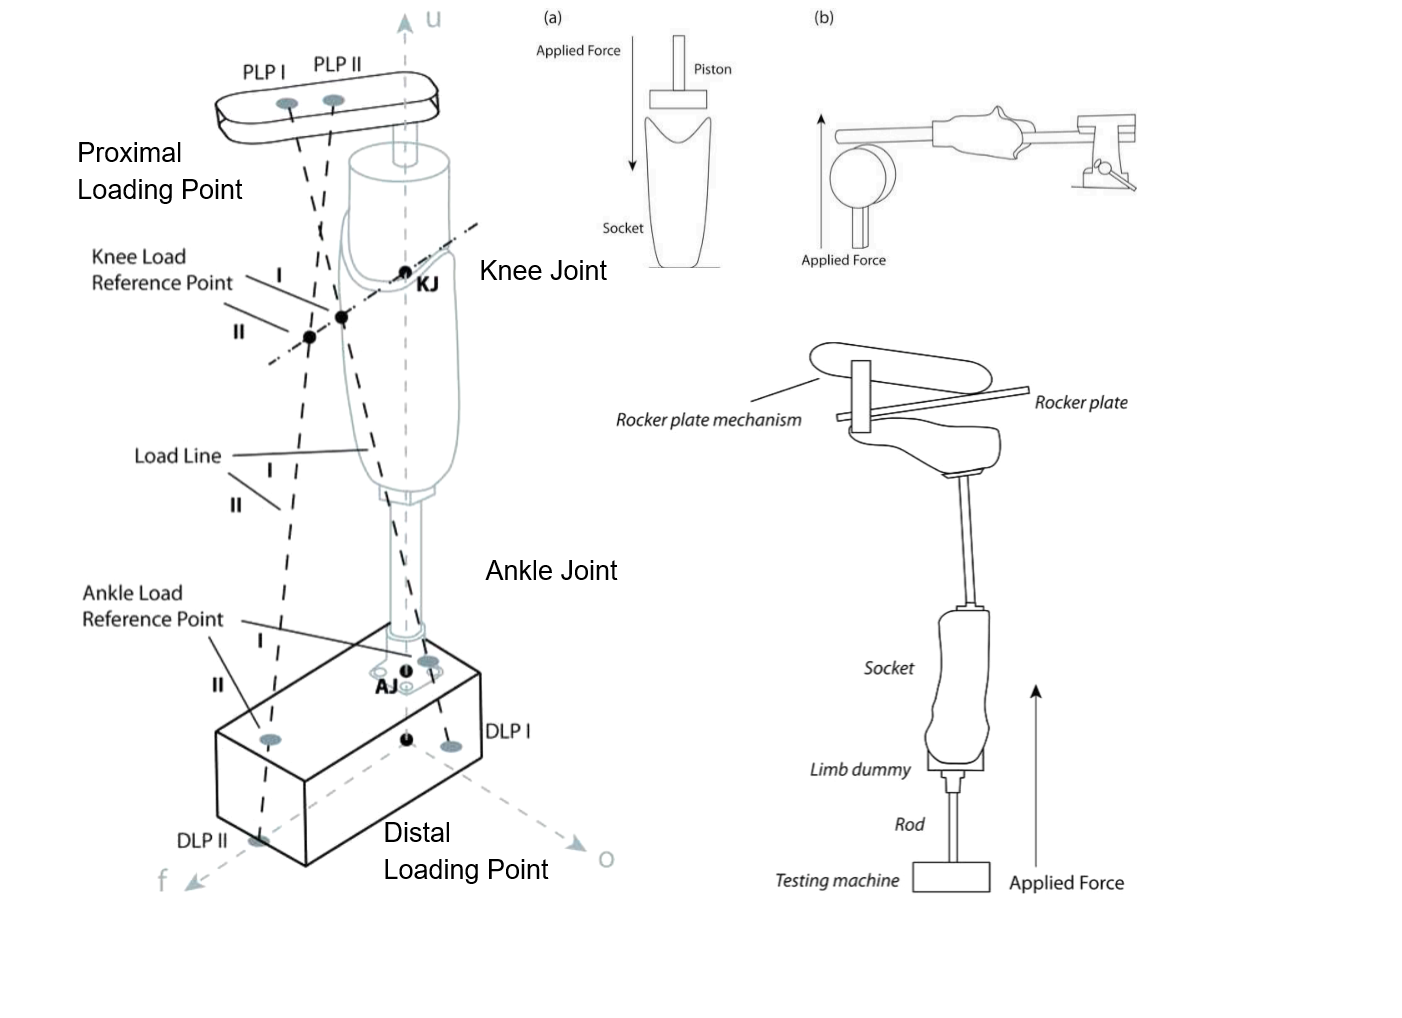 u
PLP I
PLP II
Proximal
Loading Point
Knee Load
Reference Point
I
II
KJ
Knee Joint
Load Line
I
II
Ankle Joint
Ankle Load
Reference Point
I
II
AJ
DLP I
DLP II
Distal
Loading Point
f
o
(a)
Applied Force
Piston
Socket
(b)
Applied Force
Rocker plate mechanism
Rocker plate
Socket
Limb dummy
Rod
Testing machine
Applied Force